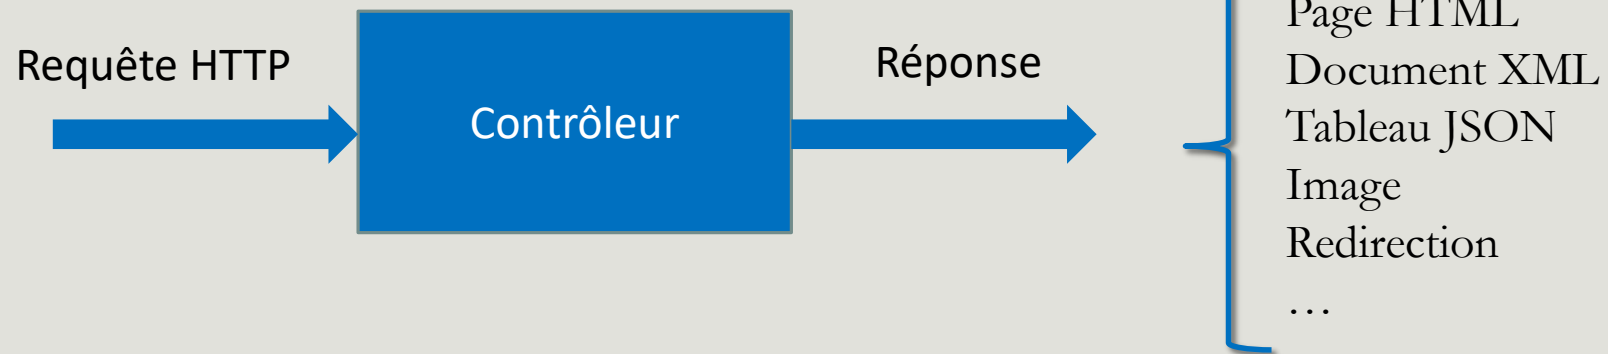 Requête HTTP
Contrôleur
Réponse
Page HTML
Document XML
Tableau JSON
Image
Redirection
…